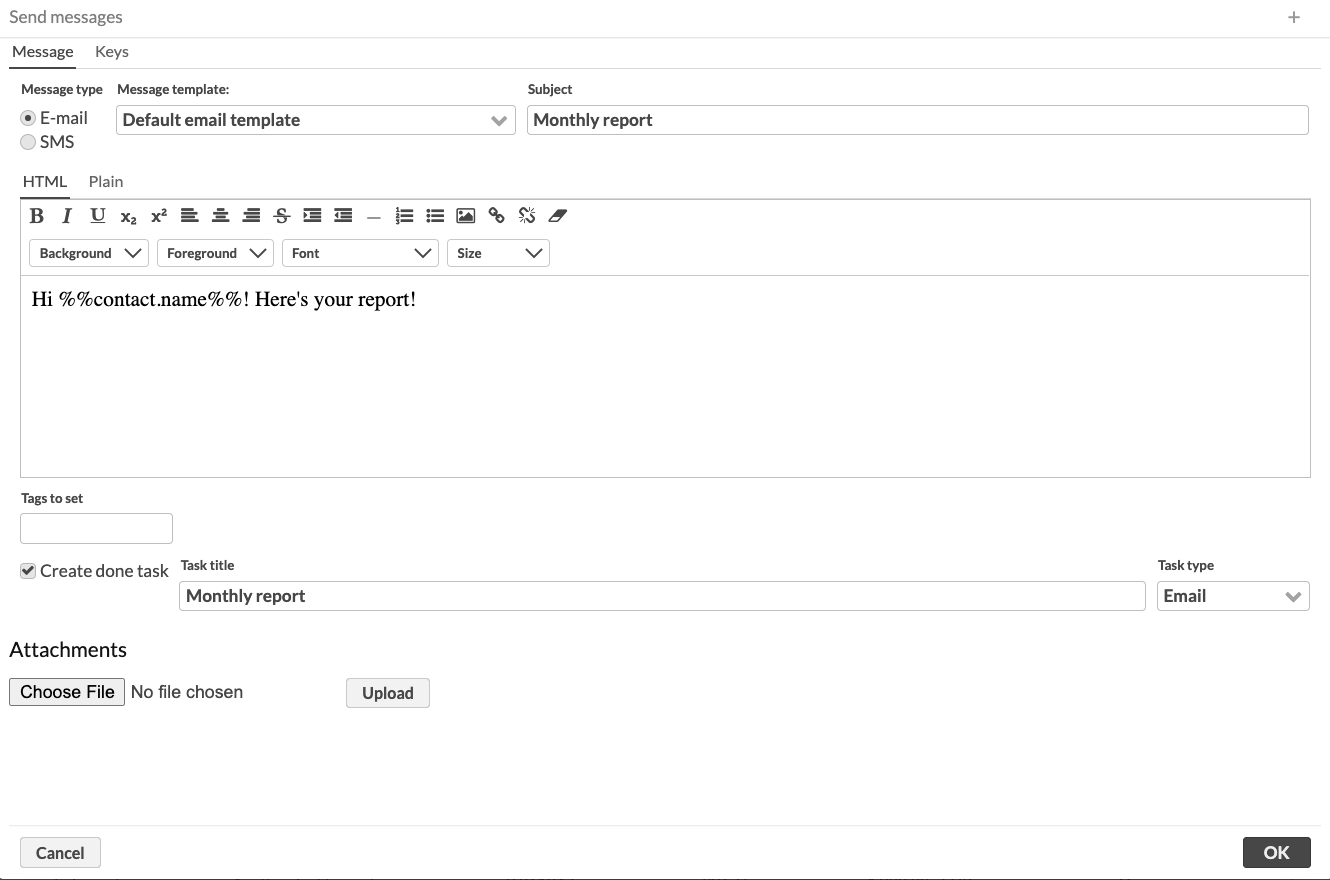 Send messages
Message Keys
Message type Message template: Subject
E-mail Default email template Monthly report
SMS
HTML Plain
B I U x₂ x² S
Background Foreground Font Size
Hi %%contact.name%%! Here's your report!
Tags to set
Create done task Task title Task type
Monthly report Email
Attachments
Choose File No file chosen Upload
Cancel OK